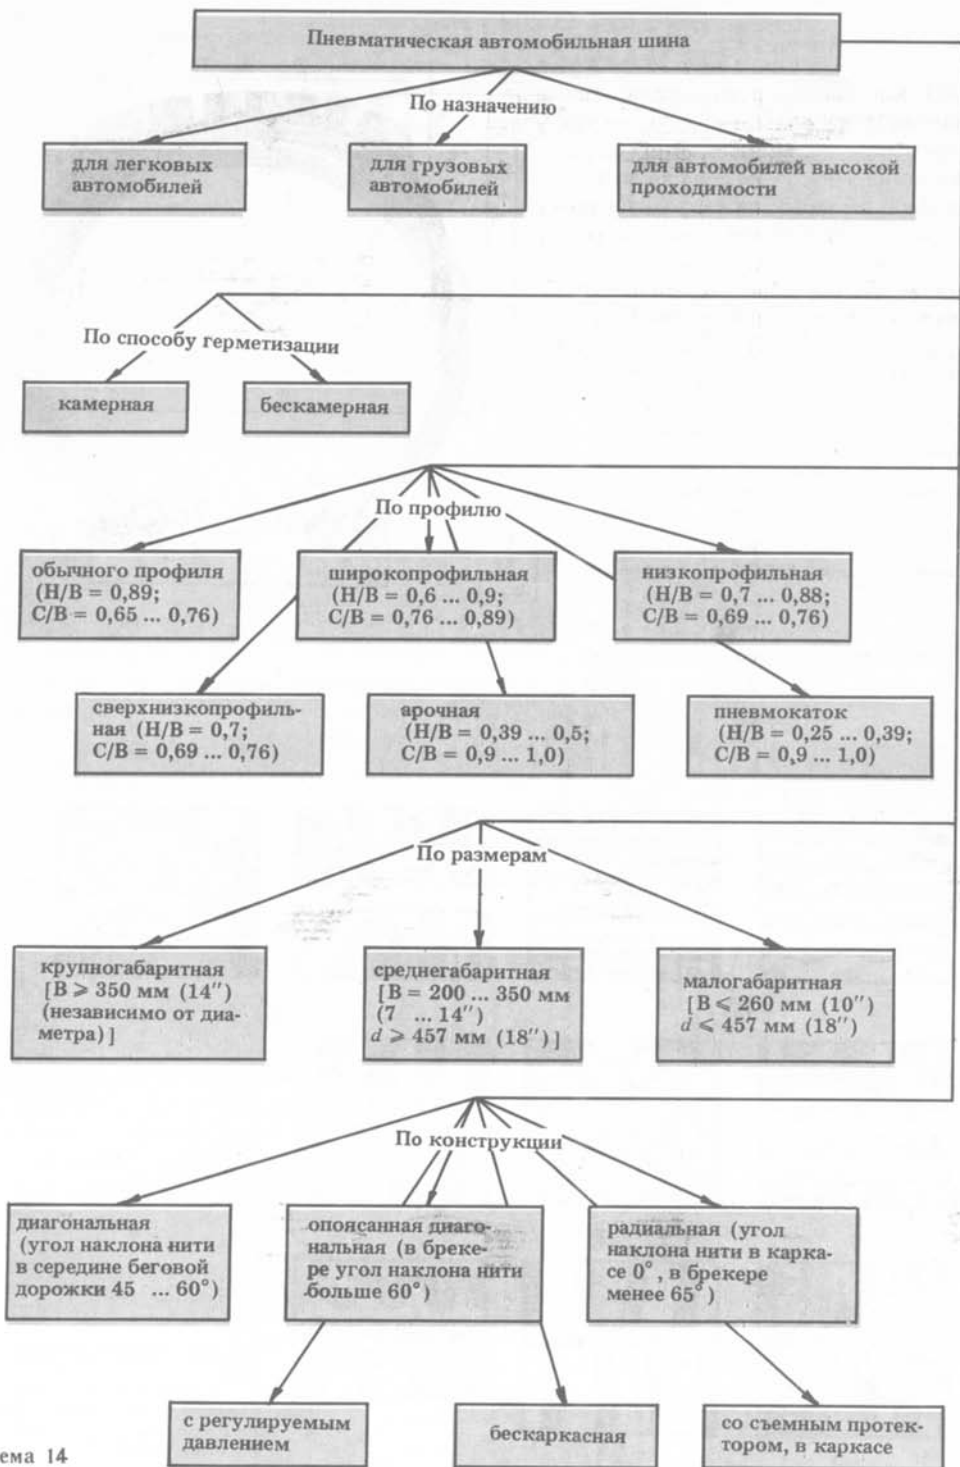 Пневматическая автомобильная шина
По назначению
для легковых
автомобилей
для грузовых
автомобилей
для автомобилей высокой
проходимости
По способу герметизации
камерная
бескамерная
По профилю
обычного профиля
(H/B = 0,89;
C/B = 0,65 ... 0,76)
широкопрофильная
(H/B = 0,6 ... 0,9;
C/B = 0,76 ... 0,89)
низкопрофильная
(H/B = 0,7 ... 0,88;
C/B = 0,69 ... 0,76)
сверхнизкопрофиль-
ная (H/B = 0,7;
C/B = 0,69 ... 0,76)
арочная
(H/B = 0,39 ... 0,5;
C/B = 0,9 ... 1,0)
пневмокаток
(H/B = 0,25 ... 0,39;
C/B = 0,9 ... 1,0)
По размерам
крупногабаритная
[B ⩾ 350 мм (14″)
(независимо от диа-
метра)]
среднегабаритная
[B = 200 ... 350 мм
(7 ... 14″)
d ⩾ 457 мм (18″)]
малогабаритная
[B ⩽ 260 мм (10″)
d ⩽ 457 мм (18″)
По конструкции
диагональная
(угол наклона нити
в середине беговой
дорожки 45 ... 60°)
опоясанная диаго-
нальная (в бреке-
ре угол наклона нити
больше 60°)
радиальная (угол
наклона нити в карка-
се 0°, в брекере
менее 65°)
с регулируемым
давлением
бескаркасная
со съемным протек-
тором, в каркасе
ема 14